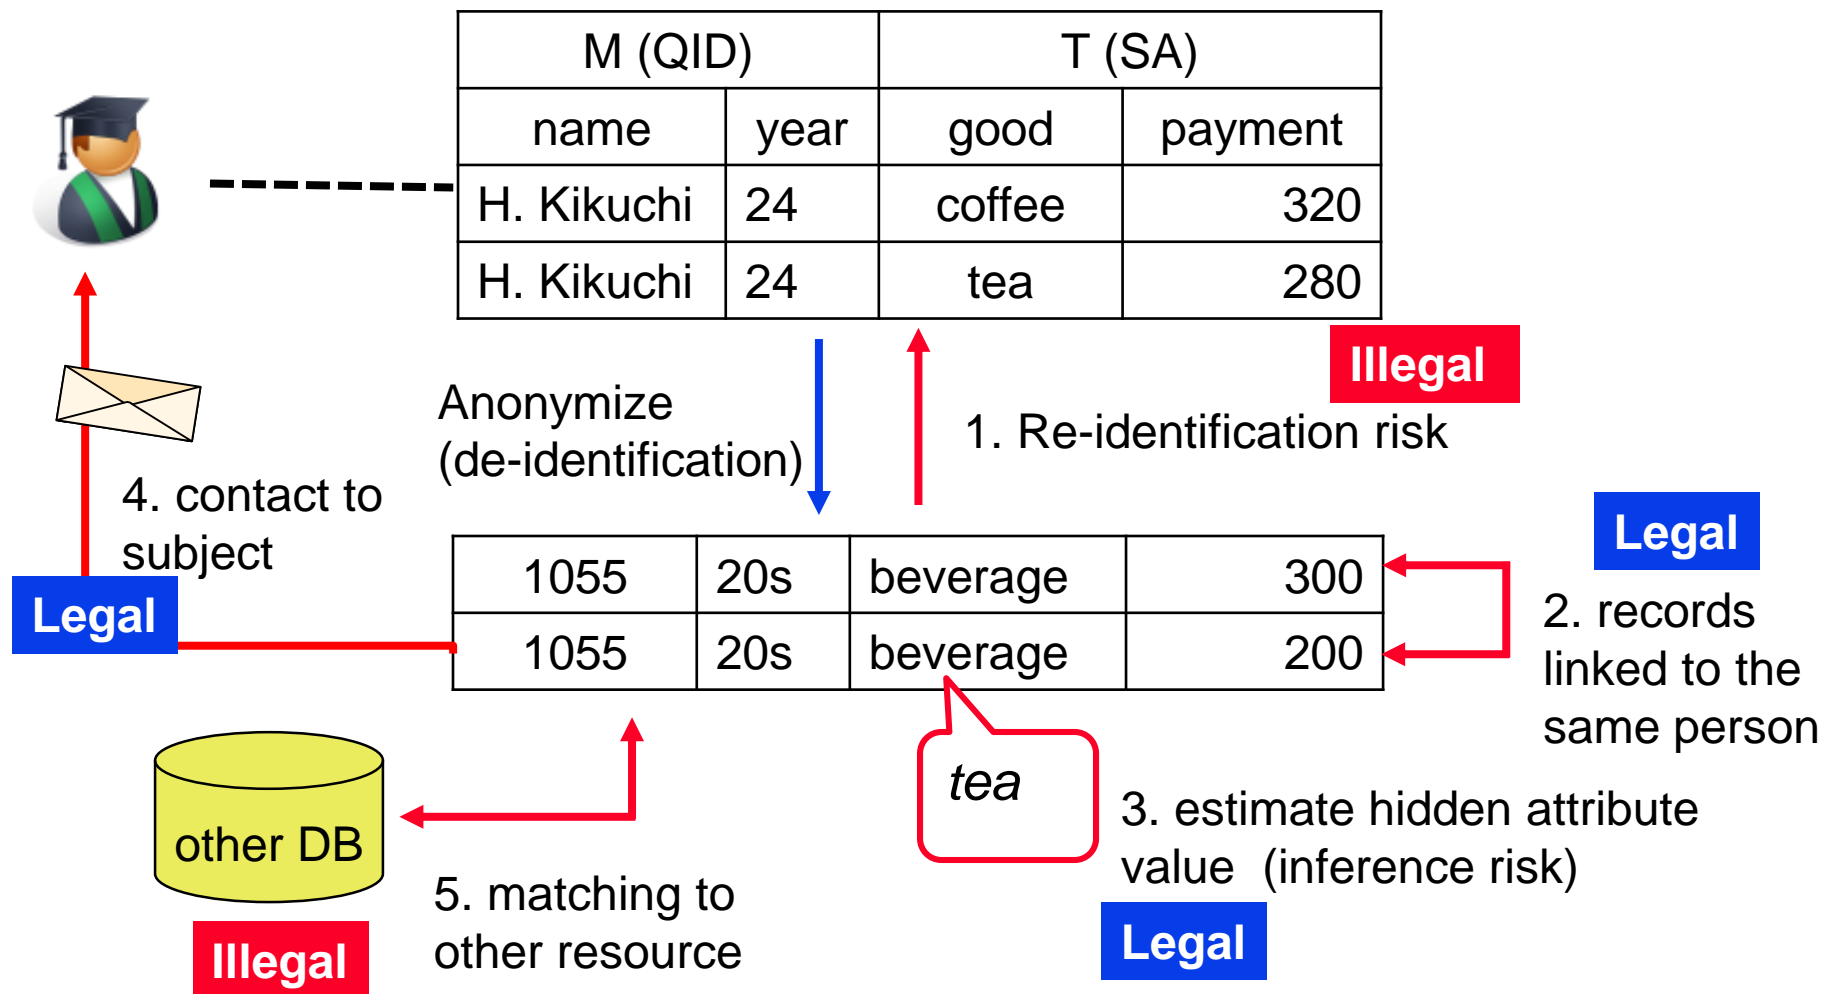 M (QID) T (SA)
name year good payment
H. Kikuchi 24 coffee 320
H. Kikuchi 24 tea 280
Illegal
Anonymize
(de-identification)
1. Re-identification risk
4. contact to
subject
Legal
Legal
1055 20s beverage 300
1055 20s beverage 200
2. records
linked to the
same person
tea
3. estimate hidden attribute
value (inference risk)
Legal
other DB
5. matching to
other resource
Illegal